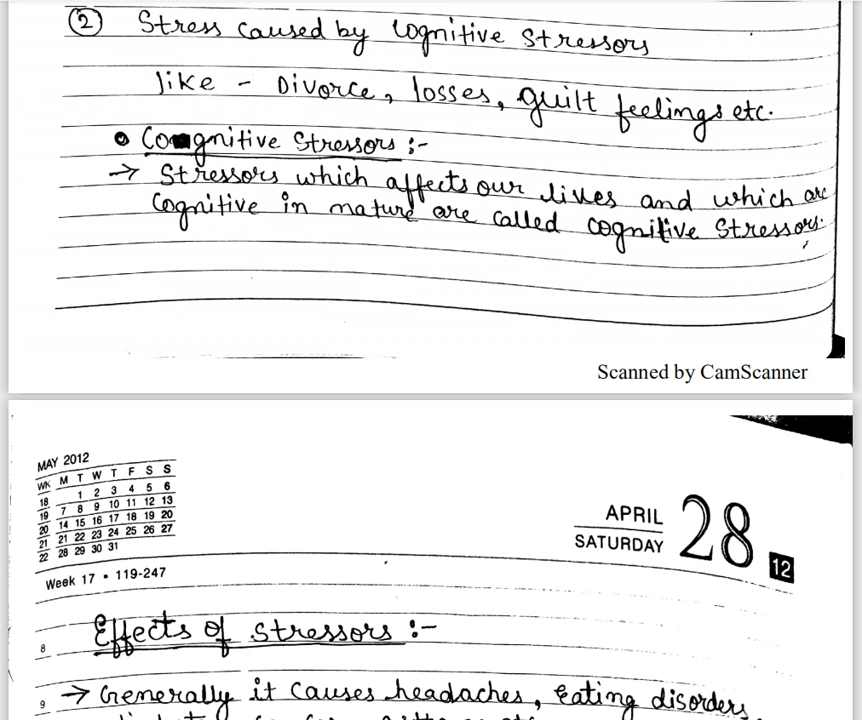 ② Stress caused by Cognitive Stressors
like - Divorce, losses, guilt feelings etc.
• Cognitive Stressors :-
→ Stressors which affects our lives and which are
Cognitive in nature are called cognitive Stressors.
Scanned by CamScanner
MAY 2012
WK M T W T F S S
18 1 2 3 4 5 6
19 7 8 9 10 11 12 13
20 14 15 16 17 18 19 20
21 21 22 23 24 25 26 27
22 28 29 30 31
APRIL
SATURDAY
28
12
Week 17 • 119-247
8 Effects of stressors :-
9 → Generally it causes headaches, Eating disorders,